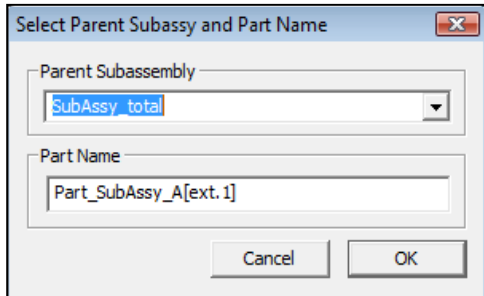 Select Parent Subassy and Part Name
Parent Subassembly
SubAssy_total
Part Name
Part_SubAssy_A[ext.1]
Cancel OK